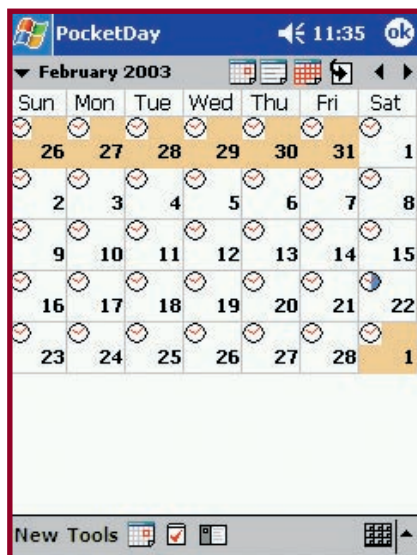 PocketDay 11:35 ok
February 2003
Sun Mon Tue Wed Thu Fri Sat
26 27 28 29 30 31 1
2 3 4 5 6 7 8
9 10 11 12 13 14 15
16 17 18 19 20 21 22
23 24 25 26 27 28 1
New Tools